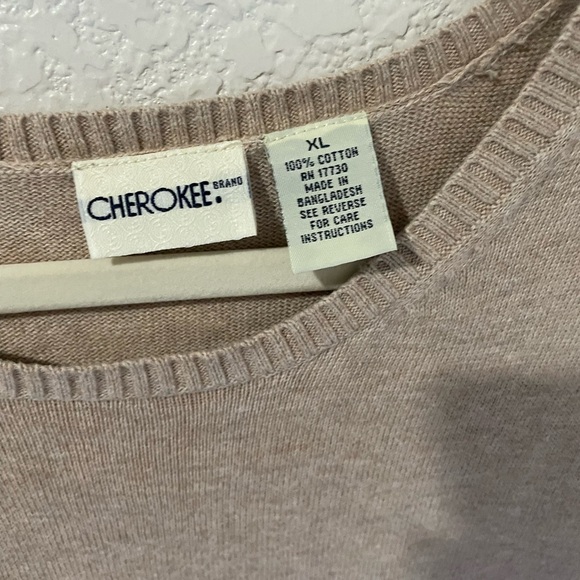 CHEROKEE. BRAND
XL
100% COTTON
RN 17730
MADE IN
BANGLADESH
SEE REVERSE
FOR CARE
INSTRUCTIONS